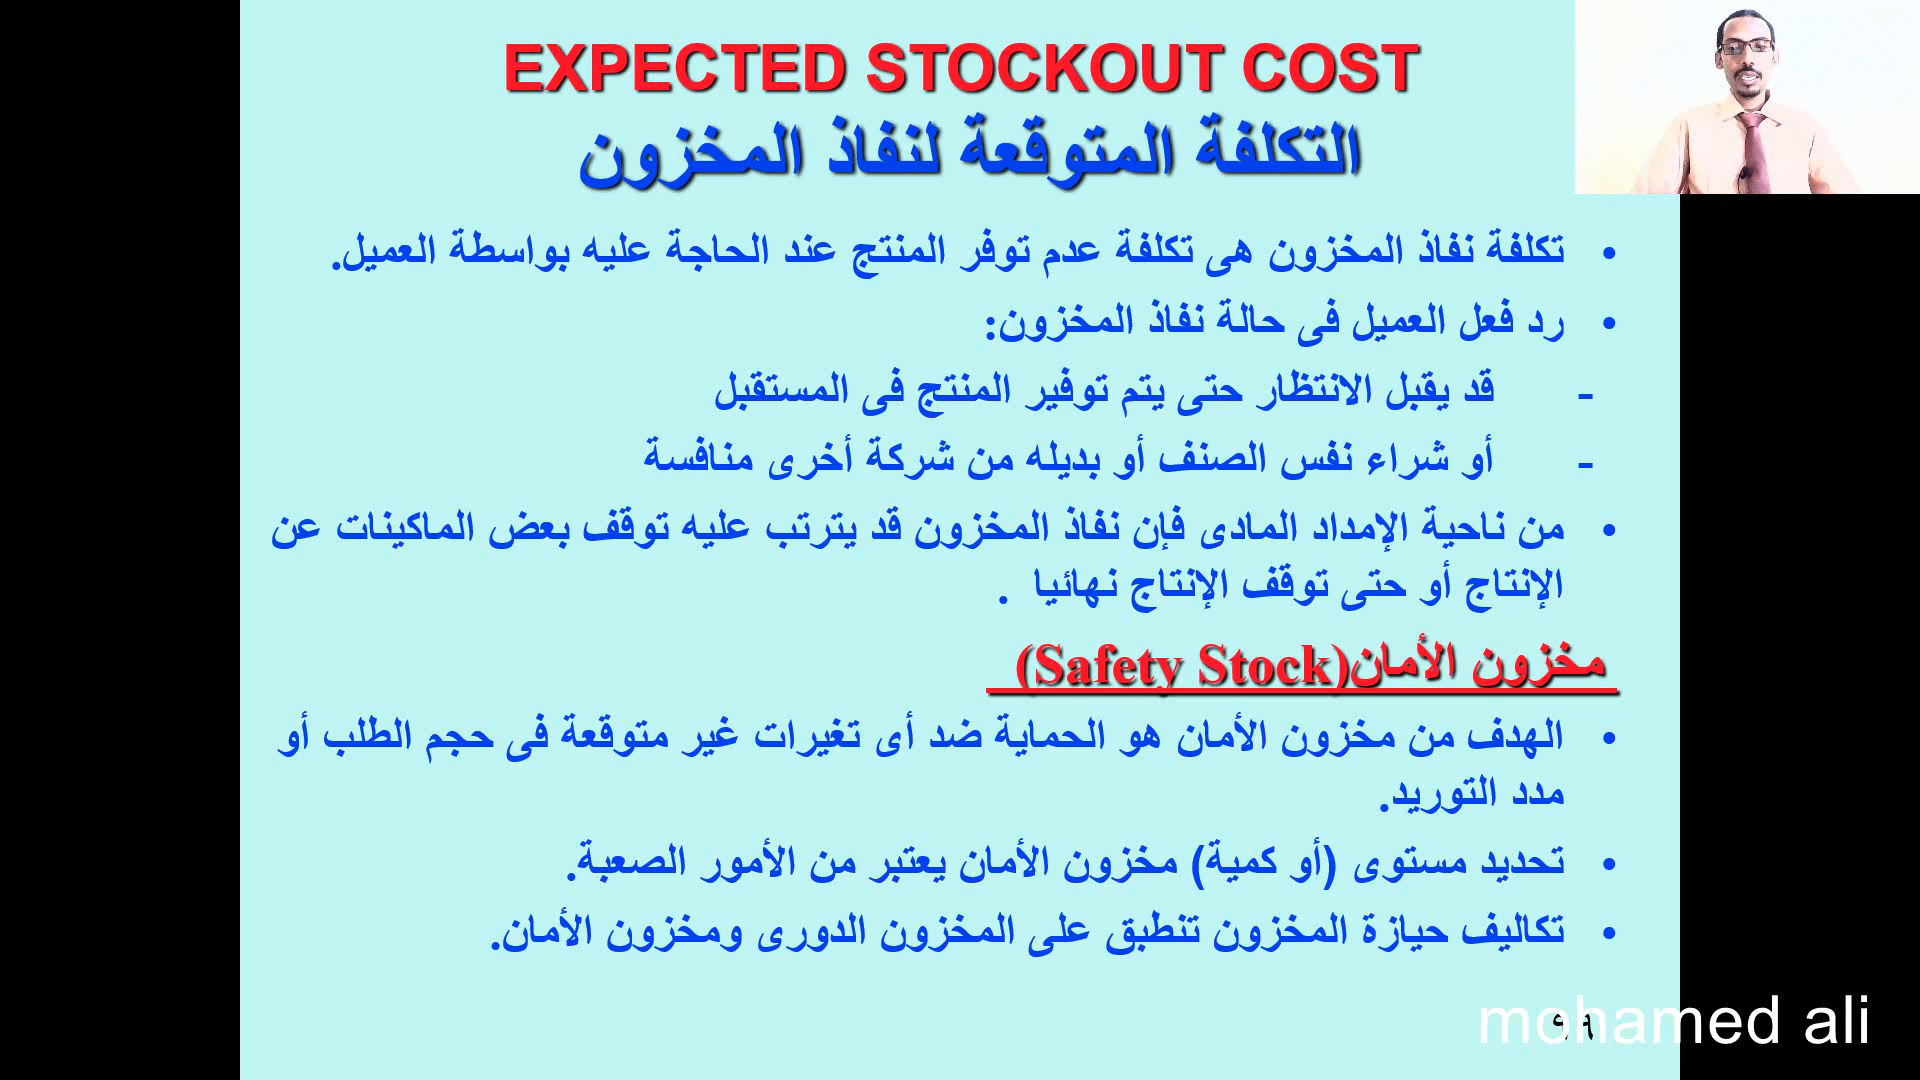 EXPECTED STOCKOUT COST
التكلفة المتوقعة لنفاذ المخزون
• تكلفة نفاذ المخزون هى تكلفة عدم توفر المنتج عند الحاجة عليه بواسطة العميل.
• رد فعل العميل فى حالة نفاذ المخزون:
- قد يقبل الانتظار حتى يتم توفير المنتج فى المستقبل
- أو شراء نفس الصنف أو بديله من شركة أخرى منافسة
• من ناحية الإمداد المادى فإن نفاذ المخزون قد يترتب عليه توقف بعض الماكينات عن
الإنتاج أو حتى توقف الإنتاج نهائيا .
مخزون الأمان(Safety Stock)
• الهدف من مخزون الأمان هو الحماية ضد أى تغيرات غير متوقعة فى حجم الطلب أو
مدد التوريد.
• تحديد مستوى (أو كمية) مخزون الأمان يعتبر من الأمور الصعبة.
• تكاليف حيازة المخزون تنطبق على المخزون الدورى ومخزون الأمان.
mohamed ali